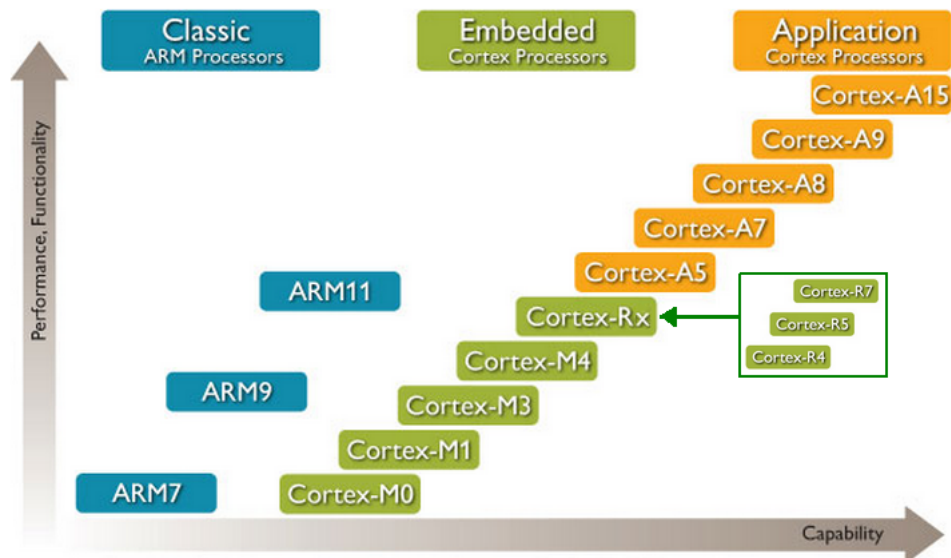 Classic
ARM Processors
Embedded
Cortex Processors
Application
Cortex Processors
Cortex-A15
Cortex-A9
Cortex-A8
Cortex-A7
Cortex-A5
ARM11
Cortex-R7
Cortex-Rx
Cortex-R5
Cortex-M4
Cortex-R4
ARM9
Cortex-M3
Cortex-M1
ARM7
Cortex-M0
Performance, Functionality
Capability